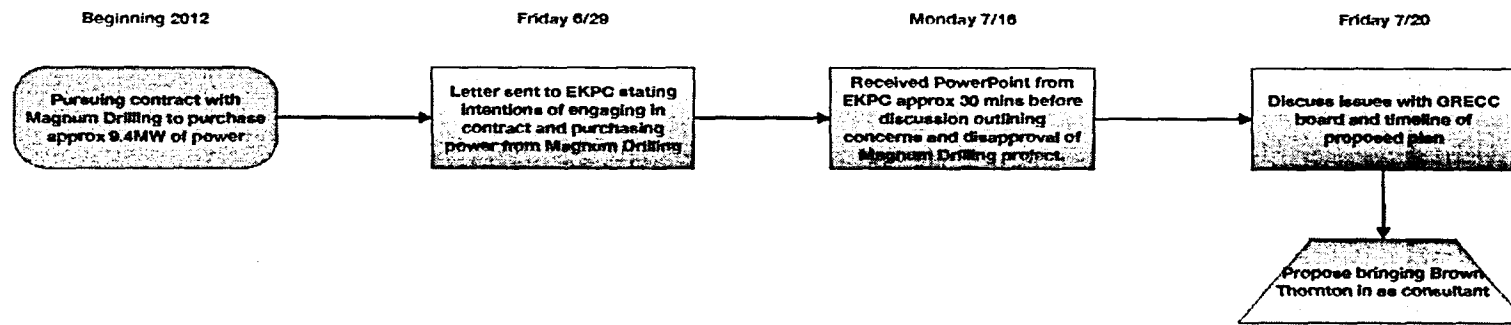 Beginning 2012
Friday 6/29
Monday 7/16
Friday 7/20
Pursuing contract with
Magnum Drilling to purchase
approx 9.4MW of power
Letter sent to EKPC stating
intentions of engaging in
contract and purchasing
power from Magnum Drilling
Received PowerPoint from
EKPC approx 30 mins before
discussion outlining
concerns and disapproval of
Magnum Drilling project.
Discuss issues with GRECC
board and timeline of
proposed plan
Propose bringing Brown
Thornton in as consultant